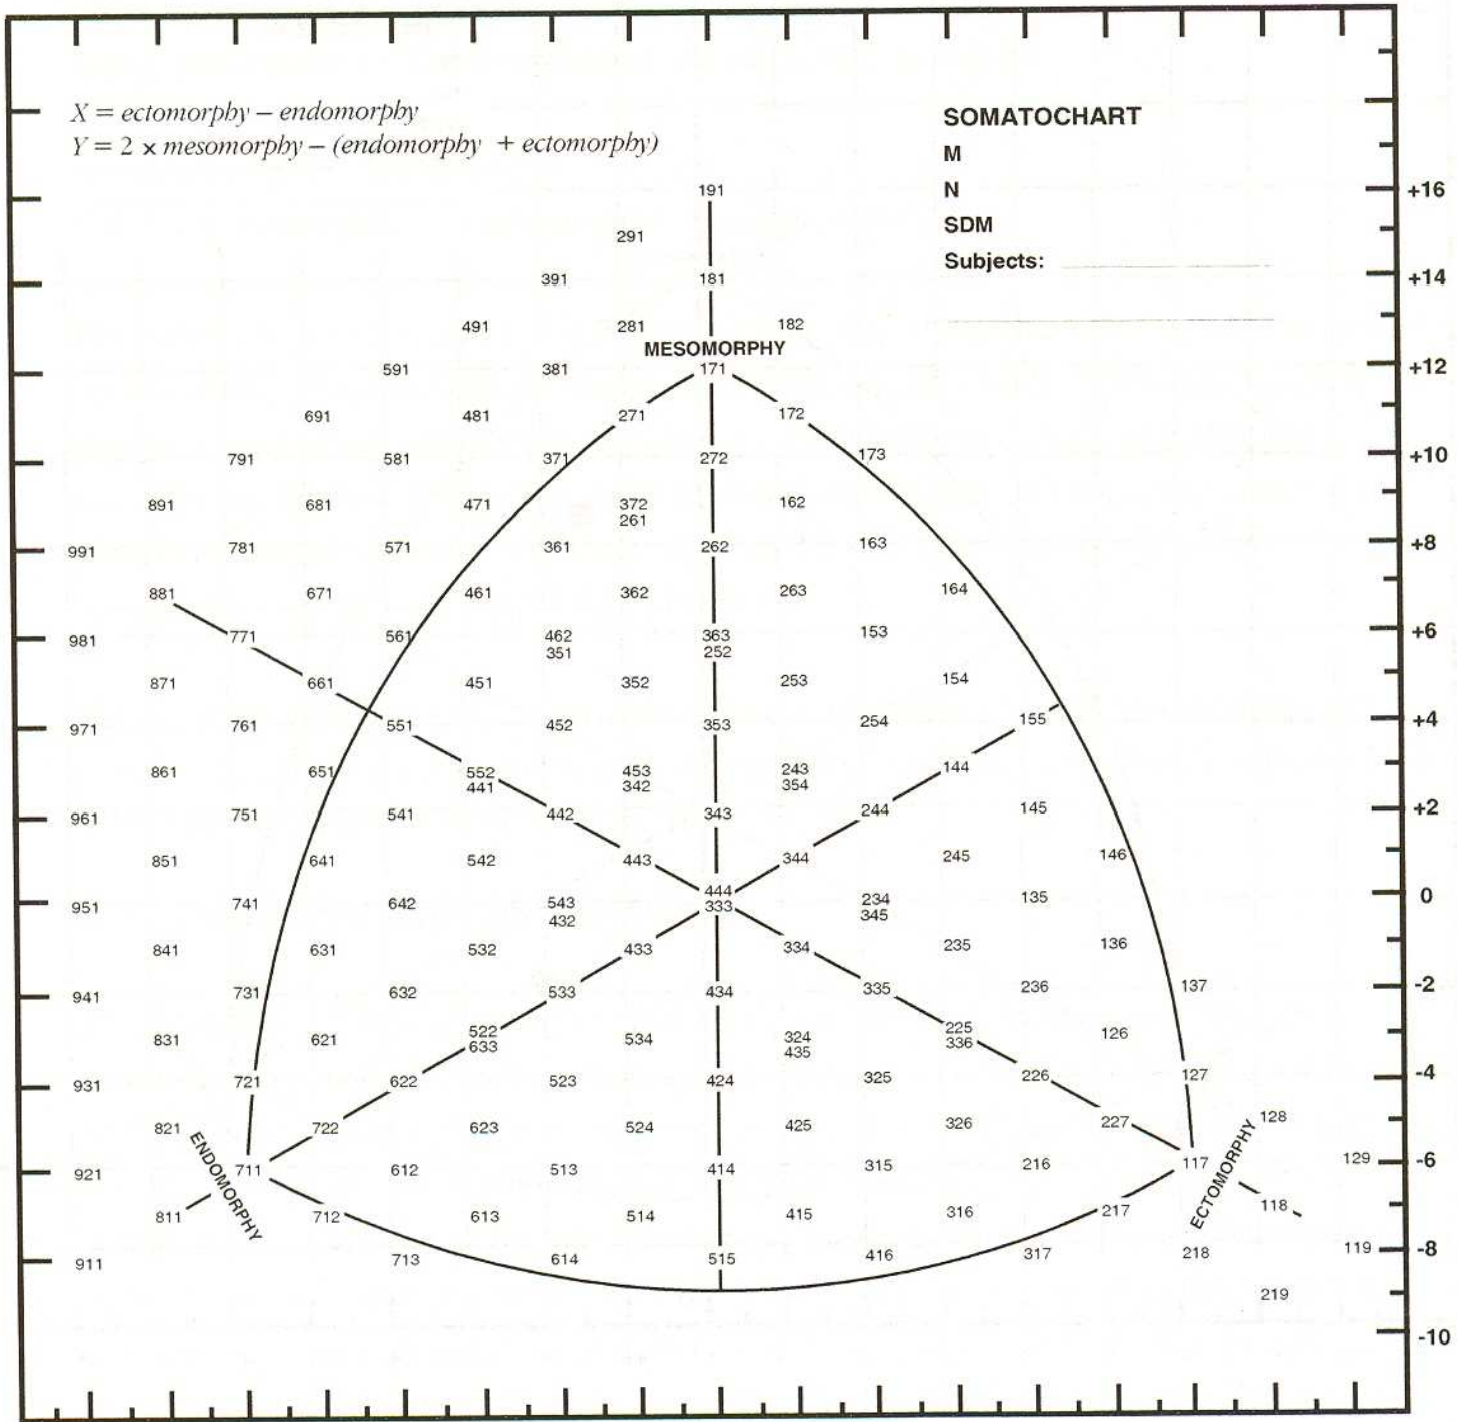 X = ectomorphy – endomorphy
Y = 2 × mesomorphy – (endomorphy + ectomorphy)
SOMATOCHART
M
N
SDM
Subjects:
191 +16
291
391 181 +14
491 281 182
MESOMORPHY
591 381 171 +12
691 481 271 172
791 581 371 272 173 +10
891 681 471 372 162
261
991 781 571 361 262 163 +8
881 671 461 362 263 164
981 771 561 462 363 153 +6
351 252
871 661 451 352 253 154
971 761 551 452 353 254 155 +4
861 651 552 453 243 144
441 342 354
961 751 541 442 343 244 145 +2
851 641 542 443 344 245 146
444
951 741 642 543 333 234 135 0
432 345
841 631 532 433 334 235 136
941 731 632 533 434 335 236 137 -2
831 621 522 534 324 225 126
633 435 336
931 721 622 523 424 325 226 127 -4
821 722 623 524 425 326 227 128
ENDOMORPHY
ECTOMORPHY
921 711 612 513 414 315 216 117 129 -6
811 712 613 514 415 316 217 118
911 713 614 515 416 317 218 119 -8
219
-10